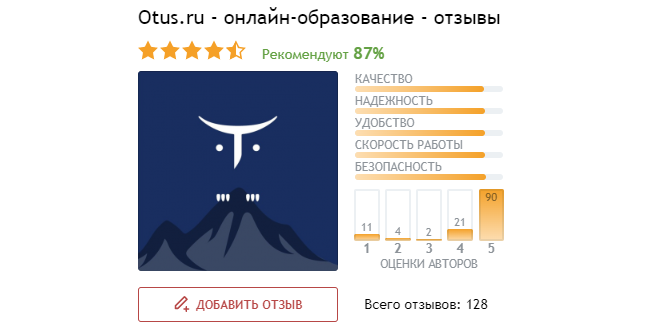 Otus.ru - онлайн-образование - отзывы
Рекомендуют 87%
КАЧЕСТВО
НАДЕЖНОСТЬ
УДОБСТВО
СКОРОСТЬ РАБОТЫ
БЕЗОПАСНОСТЬ
11 4 2 21 90
1 2 3 4 5
ОЦЕНКИ АВТОРОВ
ДОБАВИТЬ ОТЗЫВ
Всего отзывов: 128